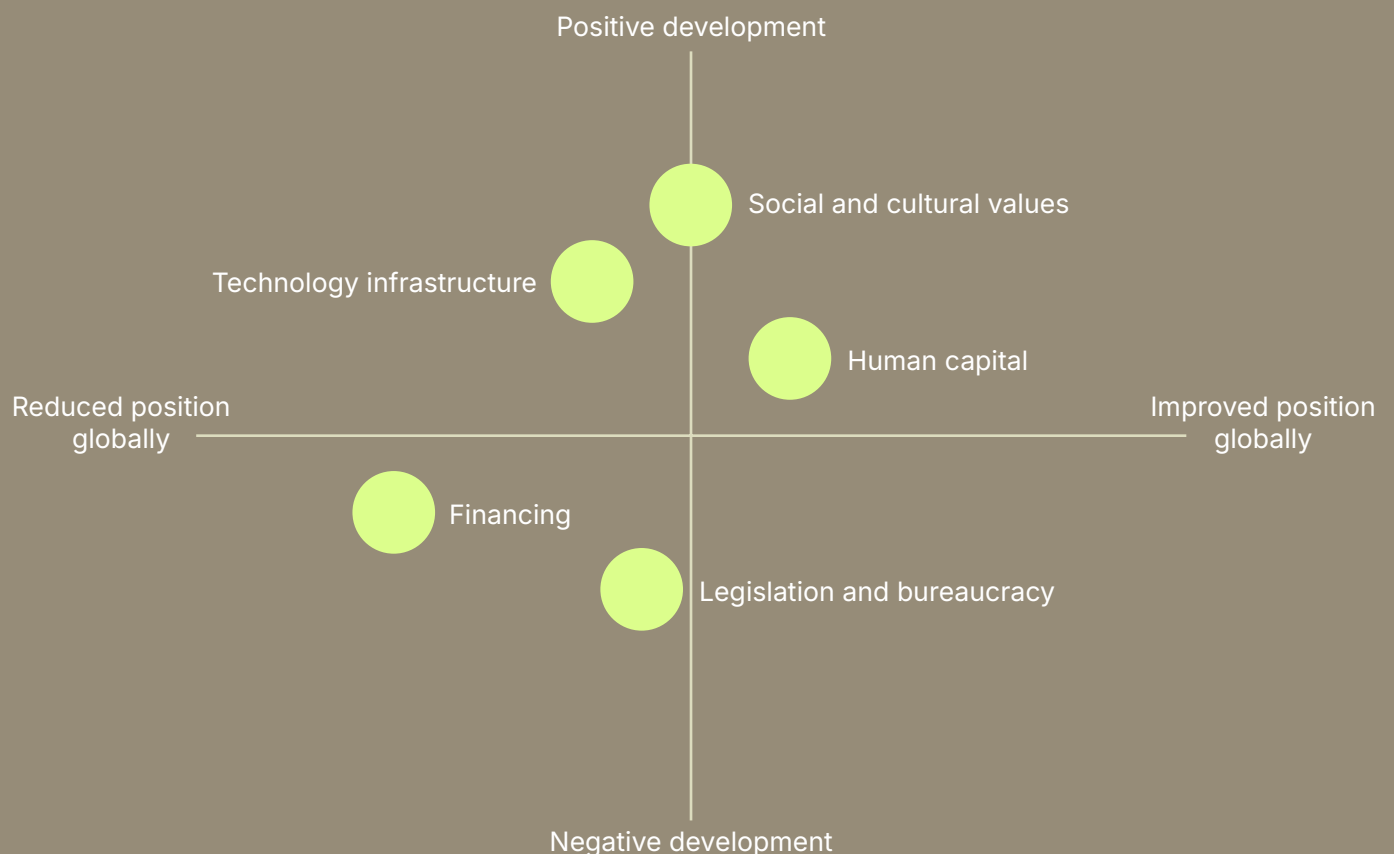 Positive development
Social and cultural values
Technology infrastructure
Human capital
Reduced position
globally
Improved position
globally
Financing
Legislation and bureaucracy
Negative development